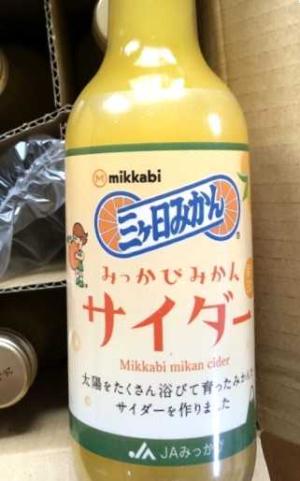 mikkabi
三ヶ日みかん
みっかびみかん
サイダー
Mikkabi mikan cider
太陽をたくさん浴びて育ったみかんで
サイダーを作りました
JAみっかび